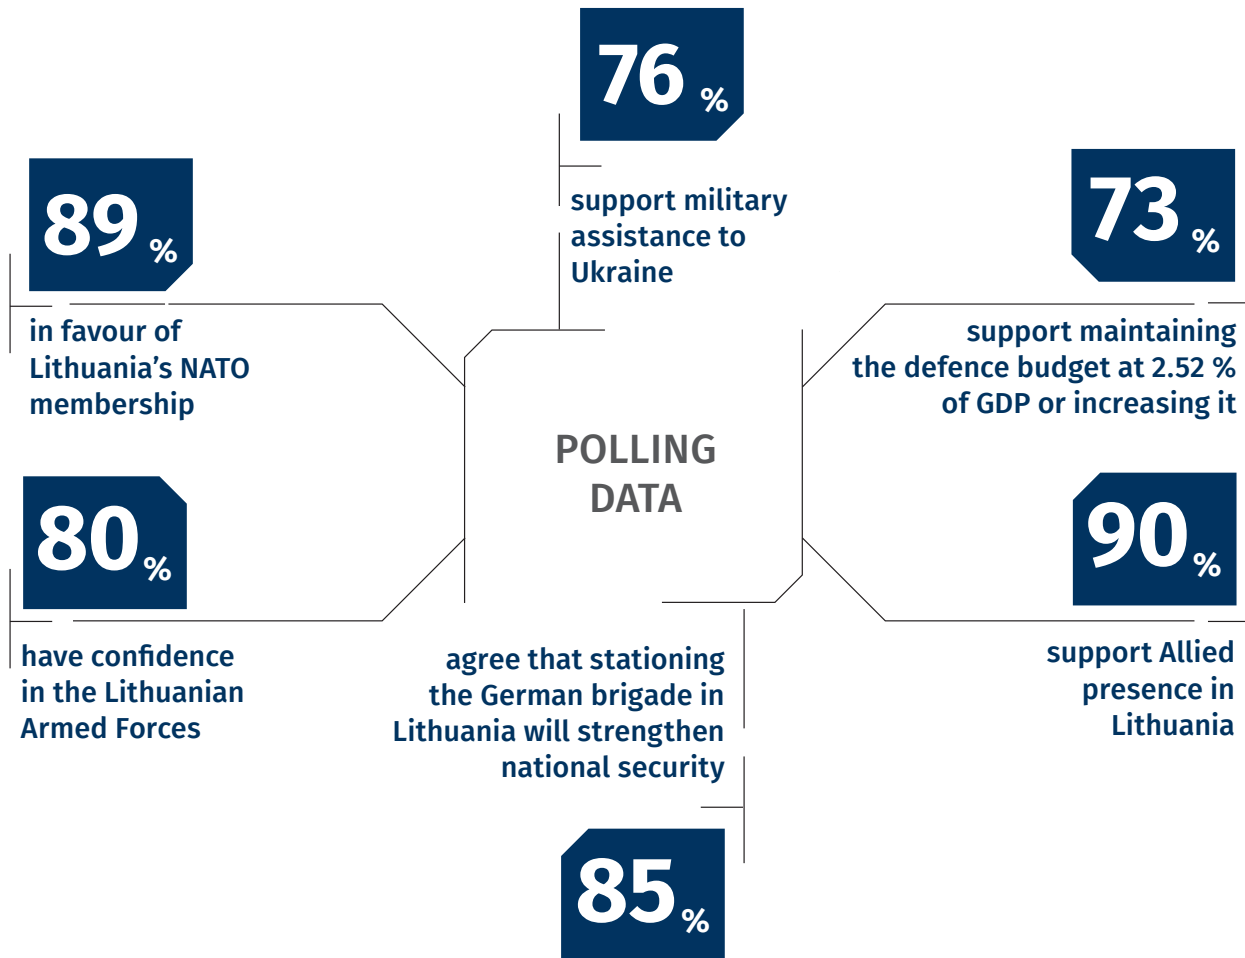 76 %
support military
assistance to
Ukraine
89 %
in favour of
Lithuania’s NATO
membership
73 %
support maintaining
the defence budget at 2.52 %
of GDP or increasing it
POLLING
DATA
80 %
have confidence
in the Lithuanian
Armed Forces
90 %
support Allied
presence in
Lithuania
agree that stationing
the German brigade in
Lithuania will strengthen
national security
85 %